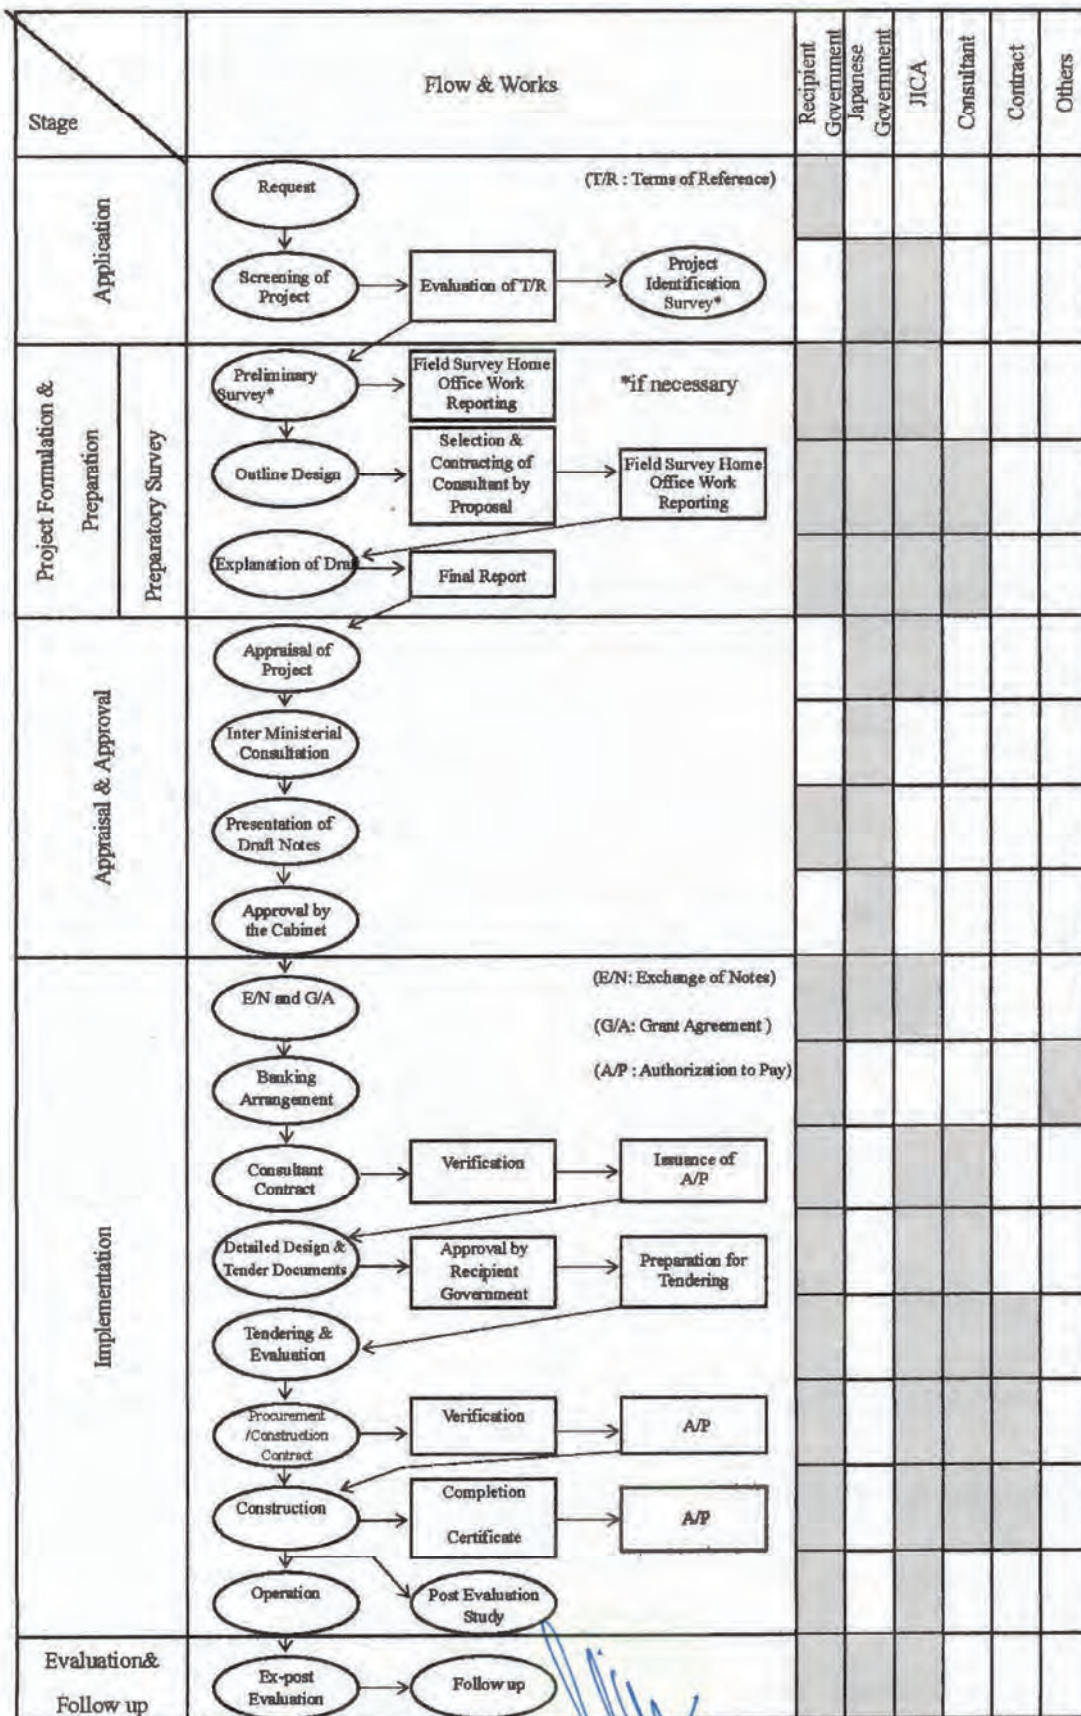 Stage
Flow & Works
Recipient
Government
Japanese
Government
JICA
Consultant
Contract
Others
Application
Request
(T/R : Terms of Reference)
Screening of
Project
Evaluation of T/R
Project
Identification
Survey*
Project Formulation &
Preparation
Preparatory Survey
Preliminary
Survey*
Field Survey Home
Office Work
Reporting
*if necessary
Outline Design
Selection &
Contracting of
Consultant by
Proposal
Field Survey Home
Office Work
Reporting
Explanation of Draft
Final Report
Appraisal & Approval
Appraisal of
Project
Inter Ministerial
Consultation
Presentation of
Draft Notes
Approval by
the Cabinet
Implementation
E/N and G/A
(E/N: Exchange of Notes)
(G/A: Grant Agreement )
(A/P : Authorization to Pay)
Banking
Arrangement
Consultant
Contract
Verification
Issuance of
A/P
Detailed Design &
Tender Documents
Approval by
Recipient
Government
Preparation for
Tendering
Tendering &
Evaluation
Procurement
/Construction
Contract
Verification
A/P
Construction
Completion
Certificate
A/P
Operation
Post Evaluation
Study
Evaluation&
Follow up
Ex-post
Evaluation
Follow up